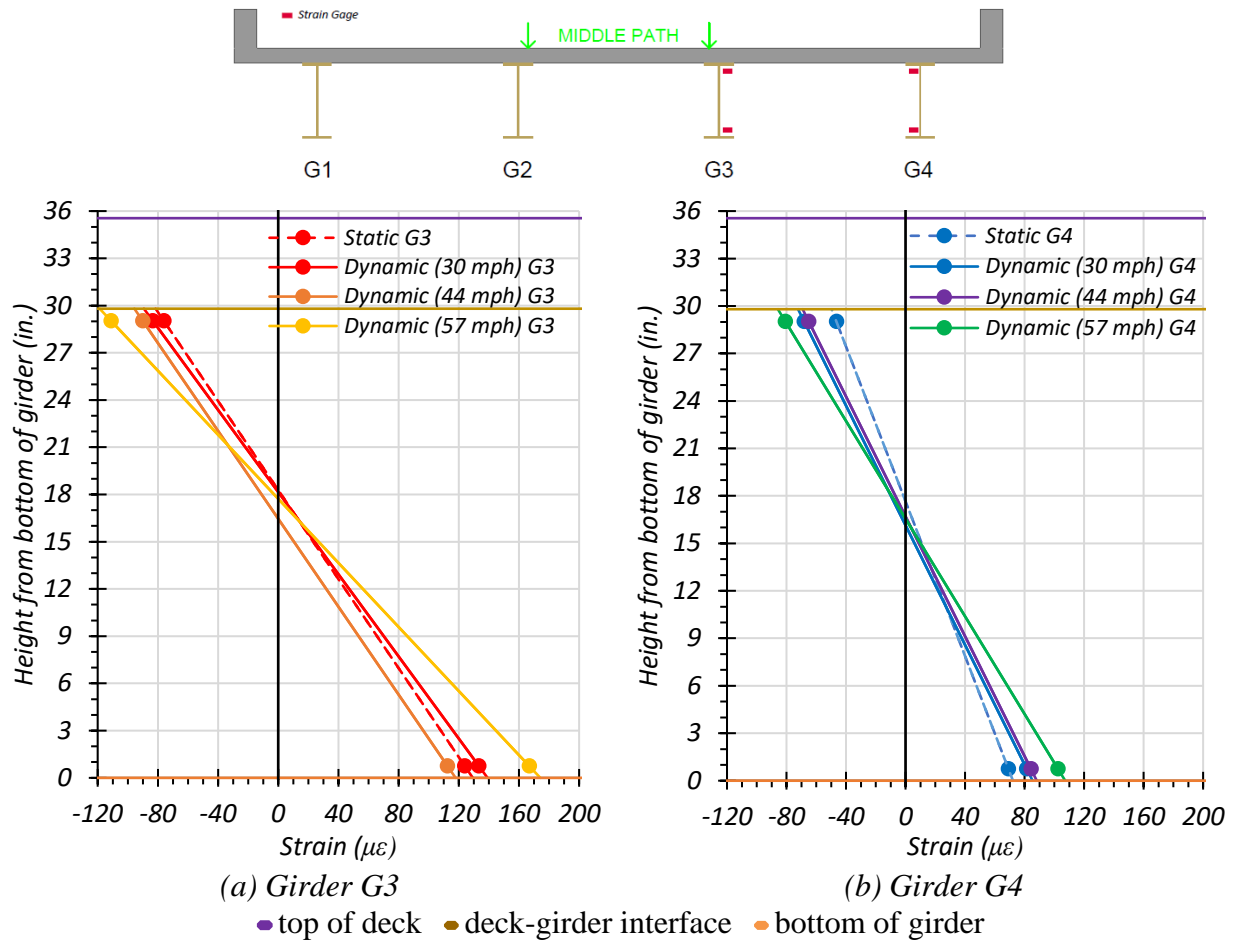 Strain Gage
MIDDLE PATH
G1 G2 G3 G4
Height from bottom of girder (in.)
36
33
30
27
24
21
18
15
12
9
6
3
0
Static G3
Dynamic (30 mph) G3
Dynamic (44 mph) G3
Dynamic (57 mph) G3
-120 -80 -40 0 40 80 120 160 200
Strain (με)
(a) Girder G3
Height from bottom of girder (in.)
36
33
30
27
24
21
18
15
12
9
6
3
0
Static G4
Dynamic (30 mph) G4
Dynamic (44 mph) G4
Dynamic (57 mph) G4
-120 -80 -40 0 40 80 120 160 200
Strain (με)
(b) Girder G4
top of deck deck-girder interface bottom of girder